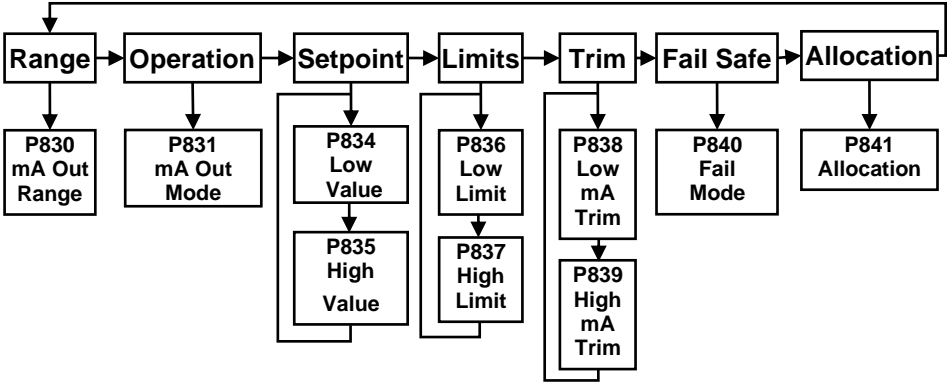 Range
Operation
Setpoint
Limits
Trim
Fail Safe
Allocation
P830
mA Out
Range
P831
mA Out
Mode
P834
Low
Value
P835
High
Value
P836
Low
Limit
P837
High
Limit
P838
Low
mA
Trim
P839
High
mA
Trim
P840
Fail
Mode
P841
Allocation